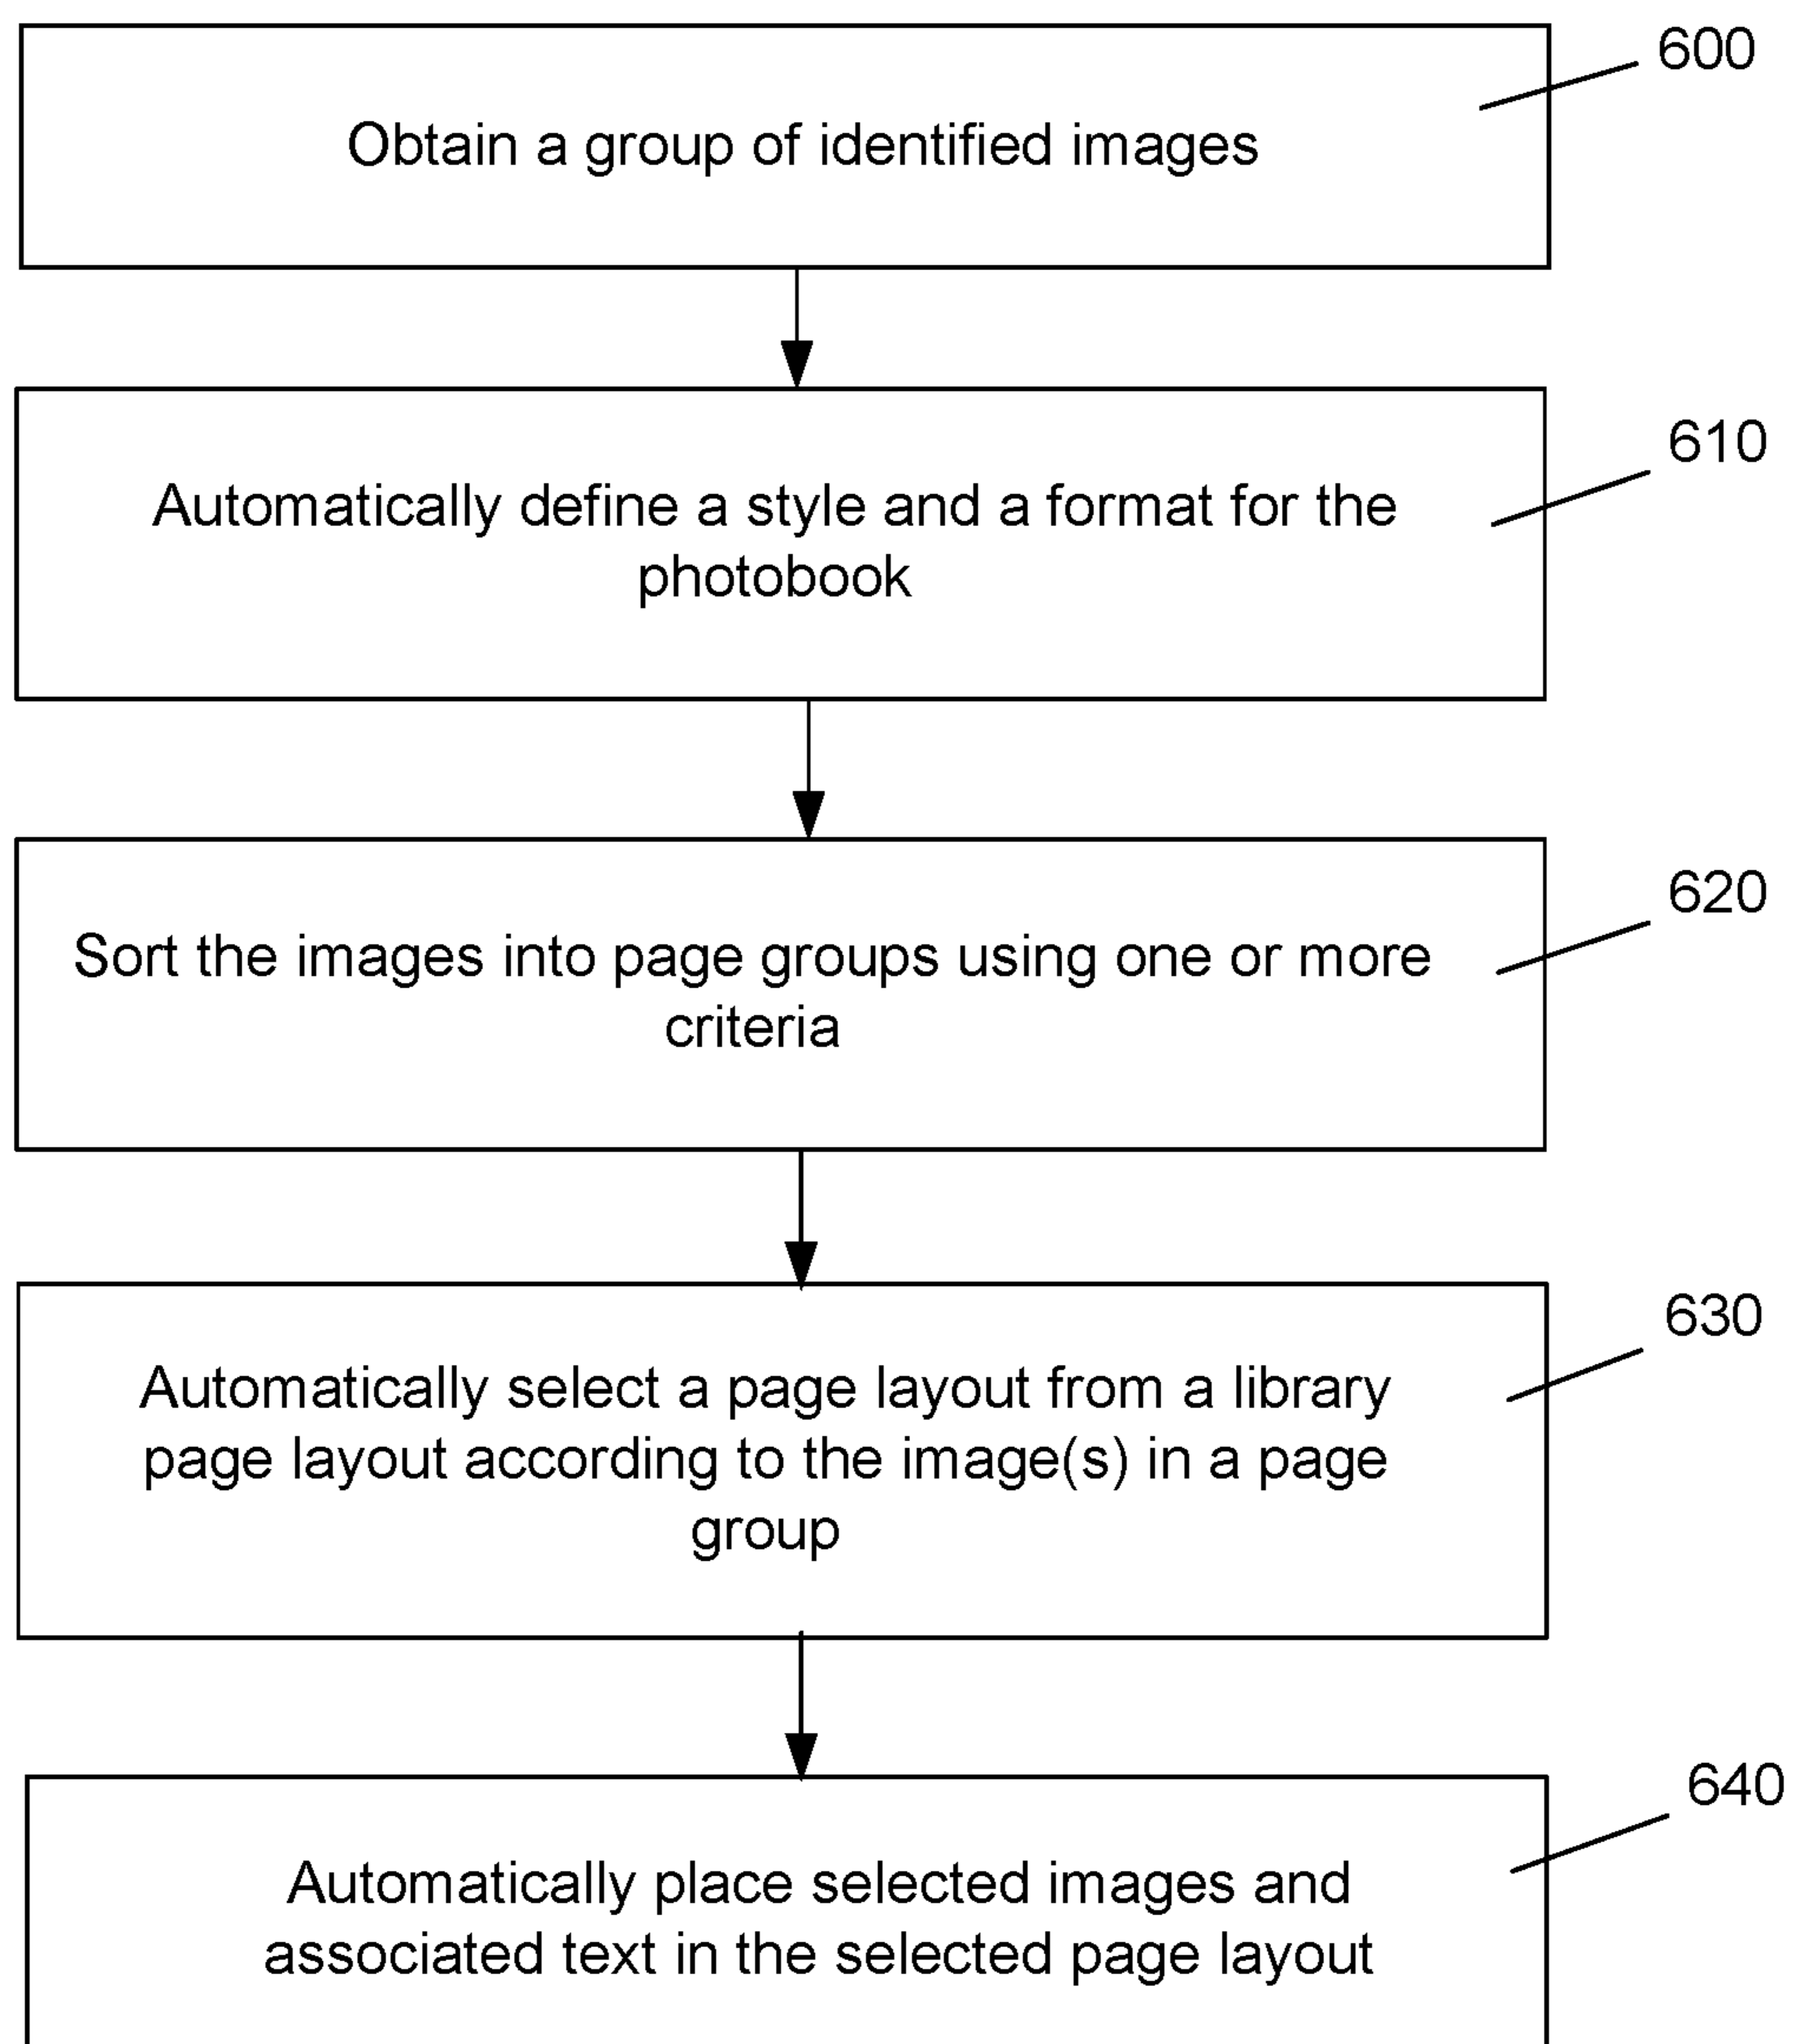 600
Obtain a group of identified images
610
Automatically define a style and a format for the
photobook
620
Sort the images into page groups using one or more
criteria
630
Automatically select a page layout from a library
page layout according to the image(s) in a page
group
640
Automatically place selected images and
associated text in the selected page layout